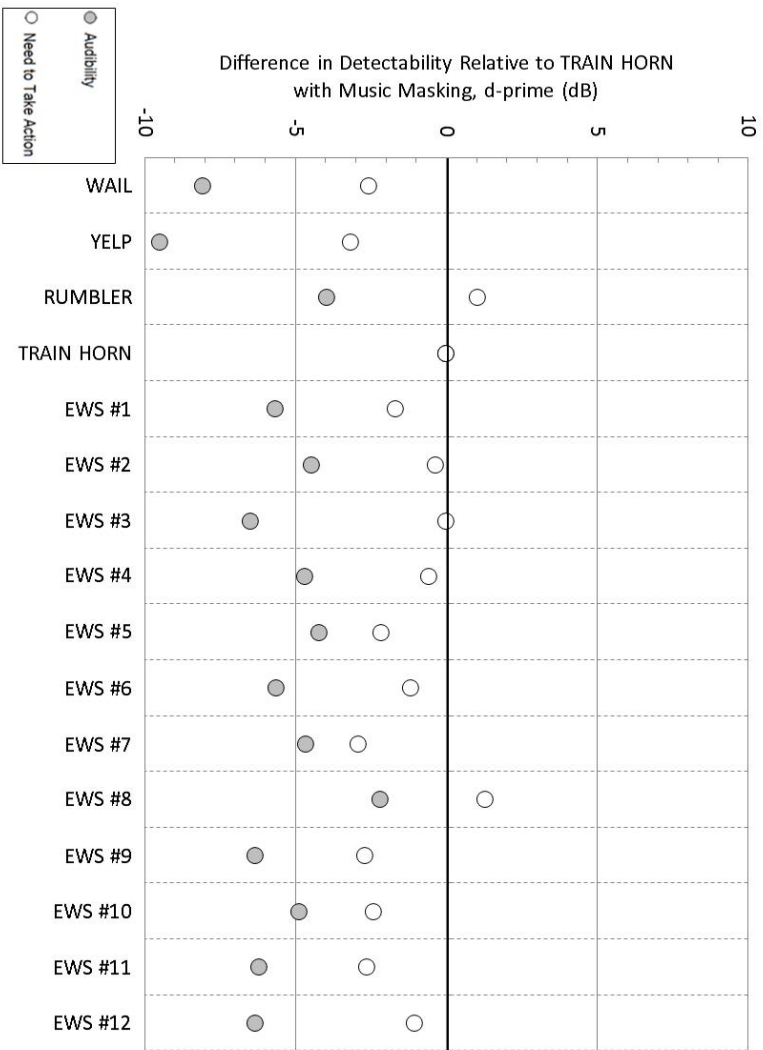 Audibility
Need to Take Action
Difference in Detectability Relative to TRAIN HORN
with Music Masking, d-prime (dB)
-10
-5
0
5
10
WAIL
YELP
RUMBLER
TRAIN HORN
EWS #1
EWS #2
EWS #3
EWS #4
EWS #5
EWS #6
EWS #7
EWS #8
EWS #9
EWS #10
EWS #11
EWS #12